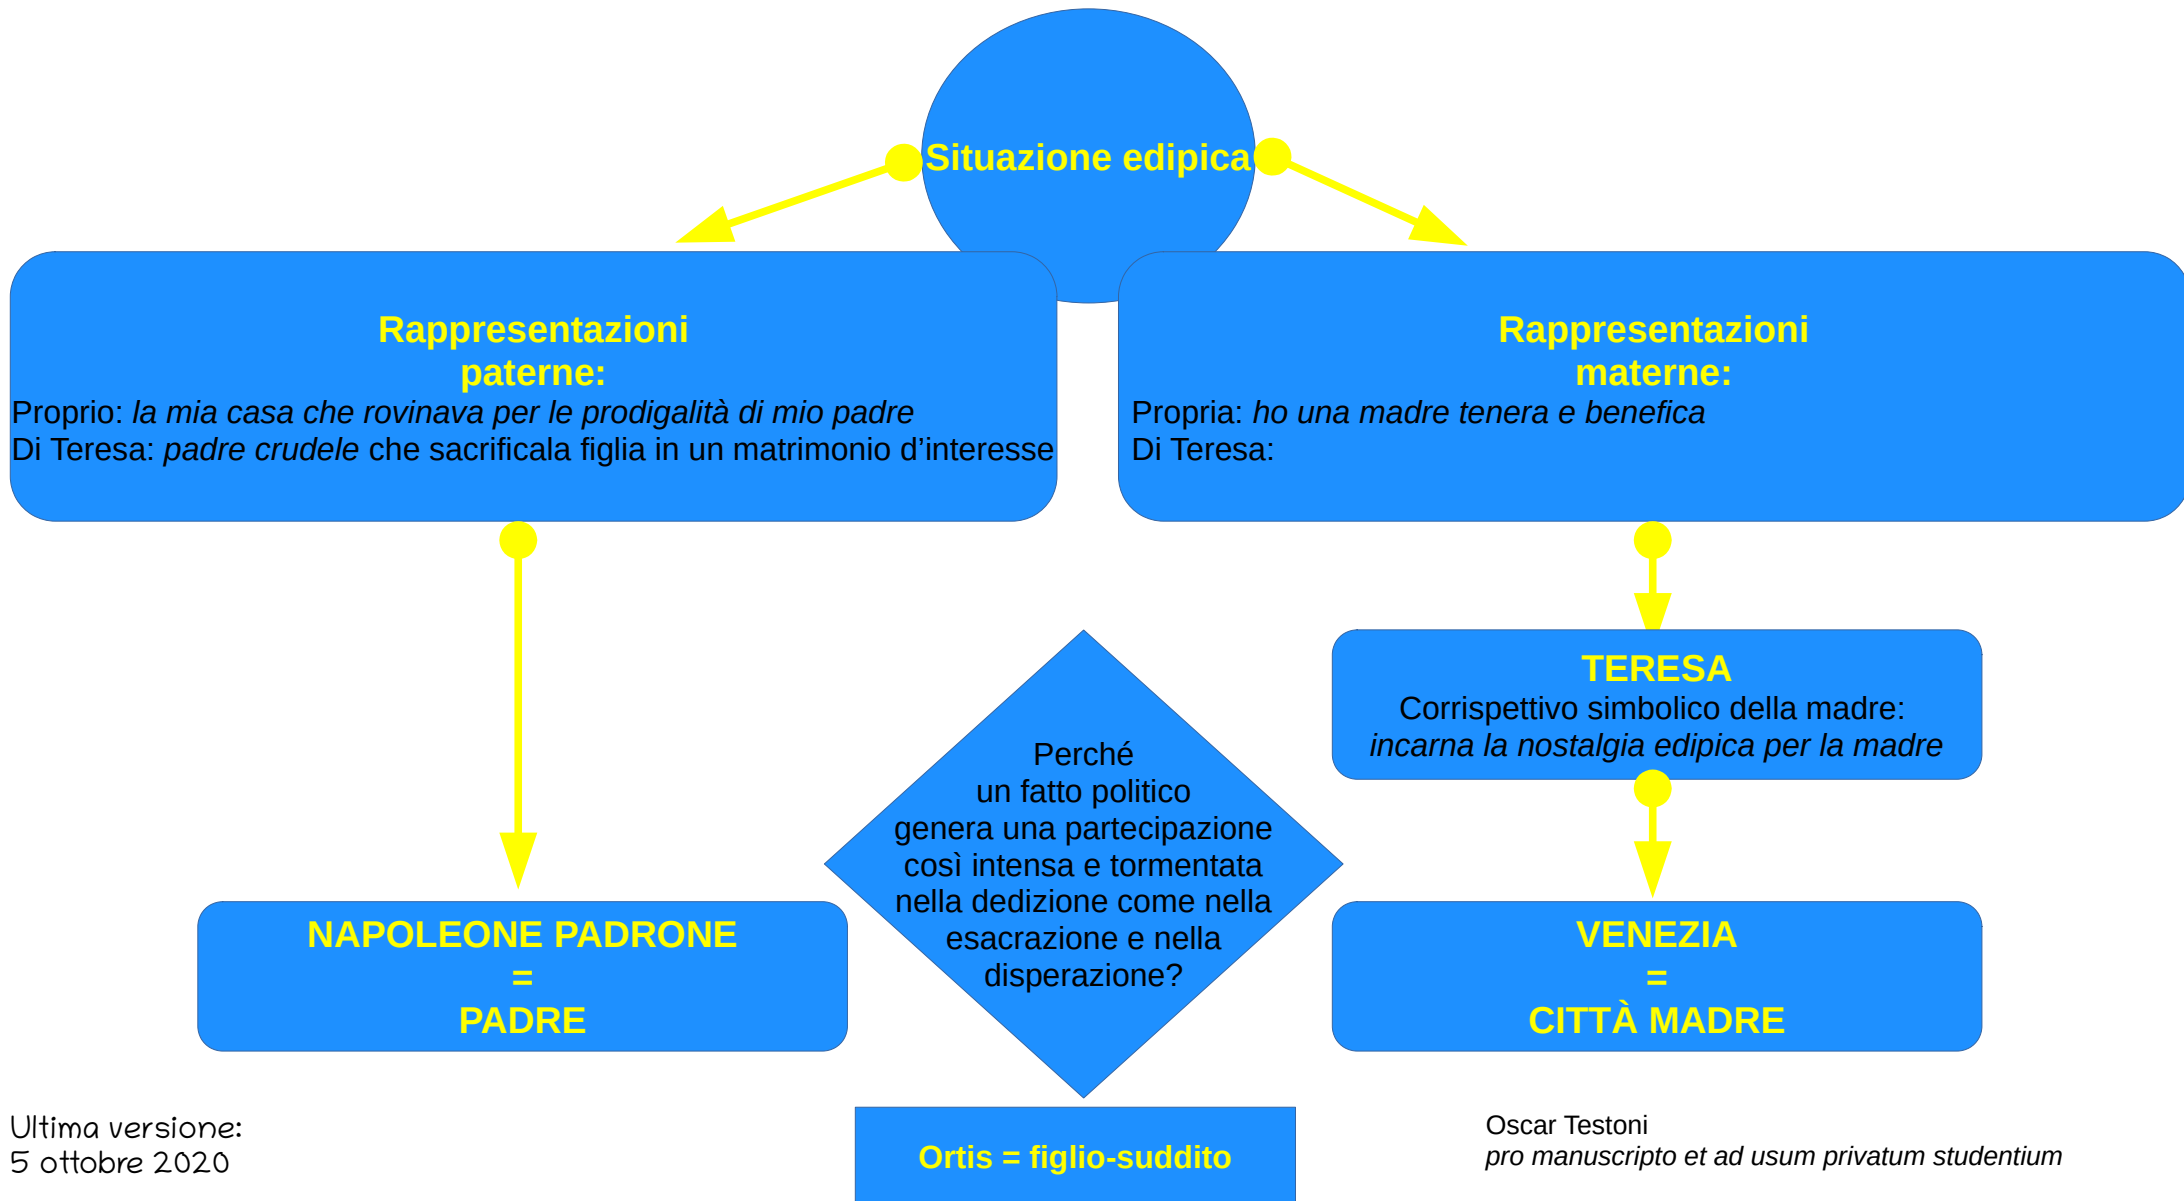 Situazione edipica
Rappresentazioni
paterne:
Proprio: la mia casa che rovinava per le prodigalità di mio padre
Di Teresa: padre crudele che sacrificala figlia in un matrimonio d’interesse
Rappresentazioni
materne:
Propria: ho una madre tenera e benefica
Di Teresa:
TERESA
Corrispettivo simbolico della madre:
incarna la nostalgia edipica per la madre
Perché
un fatto politico
genera una partecipazione
così intensa e tormentata
nella dedizione come nella
esacrazione e nella
disperazione?
NAPOLEONE PADRONE
=
PADRE
VENEZIA
=
CITTÀ MADRE
Ortis = figlio-suddito
Ultima versione:
5 ottobre 2020
Oscar Testoni
pro manuscripto et ad usum privatum studentium